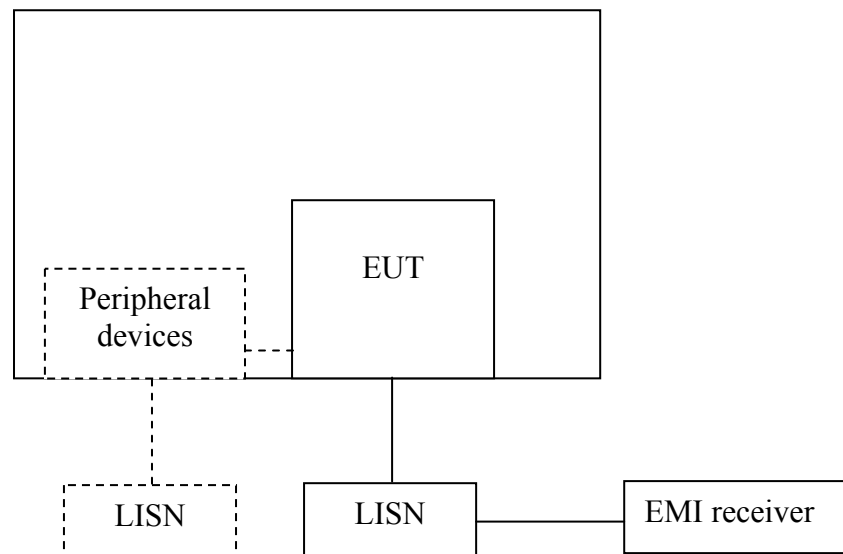 EUT
Peripheral
devices
LISN
LISN
EMI receiver